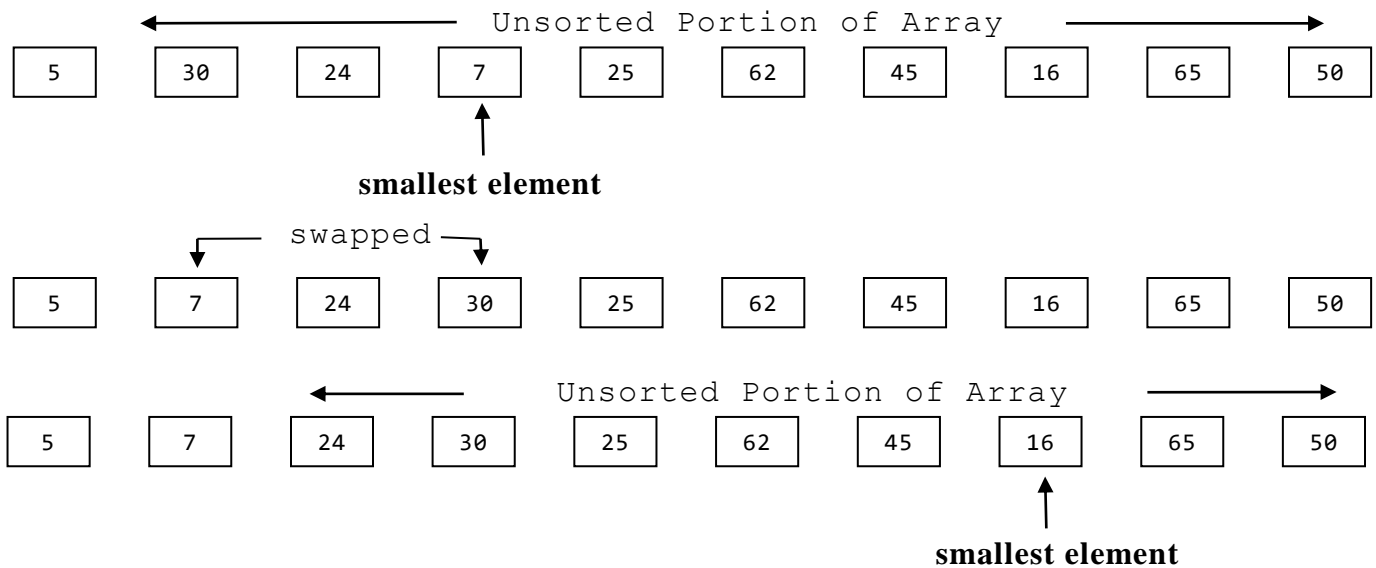 Unsorted Portion of Array
5 30 24 7 25 62 45 16 65 50
smallest element
swapped
5 7 24 30 25 62 45 16 65 50
Unsorted Portion of Array
5 7 24 30 25 62 45 16 65 50
smallest element